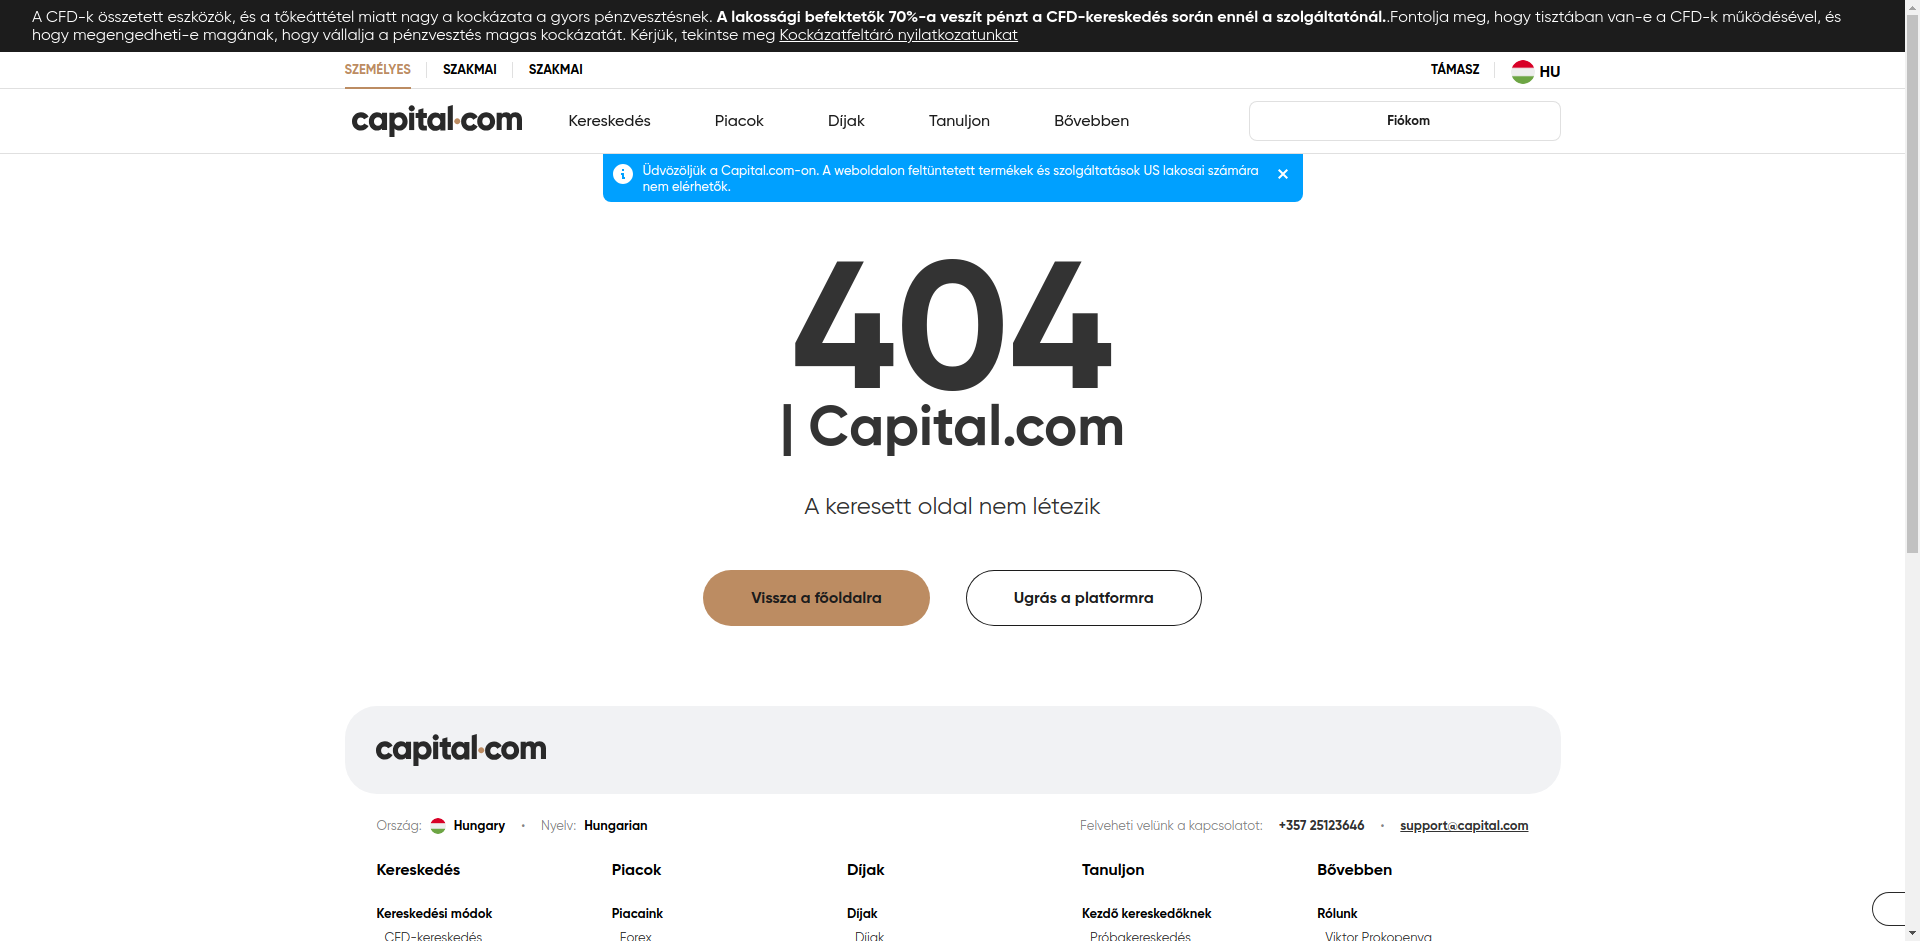 A CFD-k összetett eszközök, és a tőkeáttétel miatt nagy a kockázata a gyors pénzvesztésnek. A lakossági befektetők 70%-a veszít pénzt a CFD-kereskedés során ennél a szolgáltatónál..Fontolja meg, hogy tisztában van-e a CFD-k működésével, és
hogy megengedheti-e magának, hogy vállalja a pénzvesztés magas kockázatát. Kérjük, tekintse meg Kockázatfeltáró nyilatkozatunkat
SZEMÉLYES SZAKMAI SZAKMAI TÁMASZ HU
capital.com Kereskedés Piacok Díjak Tanuljon Bővebben Fiókom
Üdvözöljük a Capital.com-on. A weboldalon feltüntetett termékek és szolgáltatások US lakosai számára
nem elérhetők.
404
| Capital.com
A keresett oldal nem létezik
Vissza a főoldalra Ugrás a platformra
capital.com
Ország: Hungary • Nyelv: Hungarian Felveheti velünk a kapcsolatot: +357 25123646 • support@capital.com
Kereskedés Piacok Díjak Tanuljon Bővebben
Kereskedési módok Piacaink Díjak Kezdő kereskedőknek Rólunk
CFD-kereskedés Forex Díjak Próbakereskedés Viktor Prokopenya